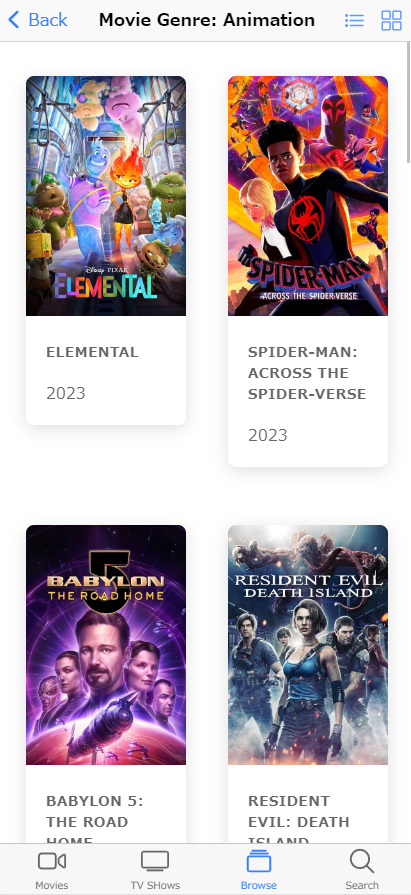 Back
Movie Genre: Animation
Disney PIXAR
ELEMENTAL
SPIDER-MAN
ACROSS THE SPIDER-VERSE
ELEMENTAL
2023
SPIDER-MAN:
ACROSS THE
SPIDER-VERSE
2023
BABYLON
5
THE ROAD HOME
RESIDENT EVIL
DEATH ISLAND
BABYLON 5:
THE ROAD
HOME
RESIDENT
EVIL: DEATH
ISLAND
Movies
TV SHows
Browse
Search